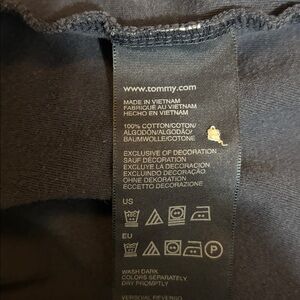 www.tommy.com
MADE IN VIETNAM
FABRIQUÉ AU VIETNAM
HECHO EN VIETNAM
100% COTTON/COTON/
ALGODÓN/ALGODÃO/
BAUMWOLLE/COTONE
EXCLUSIVE OF DECORATION
SAUF DÉCORATION
EXCLUYE LA DECORACIÓN
EXCLUINDO DECORAÇÃO
OHNE DEKORATION
ECCETTO DECORAZIONE
US
EU
P
WASH DARK
COLORS SEPARATELY
DRY PROMPTLY